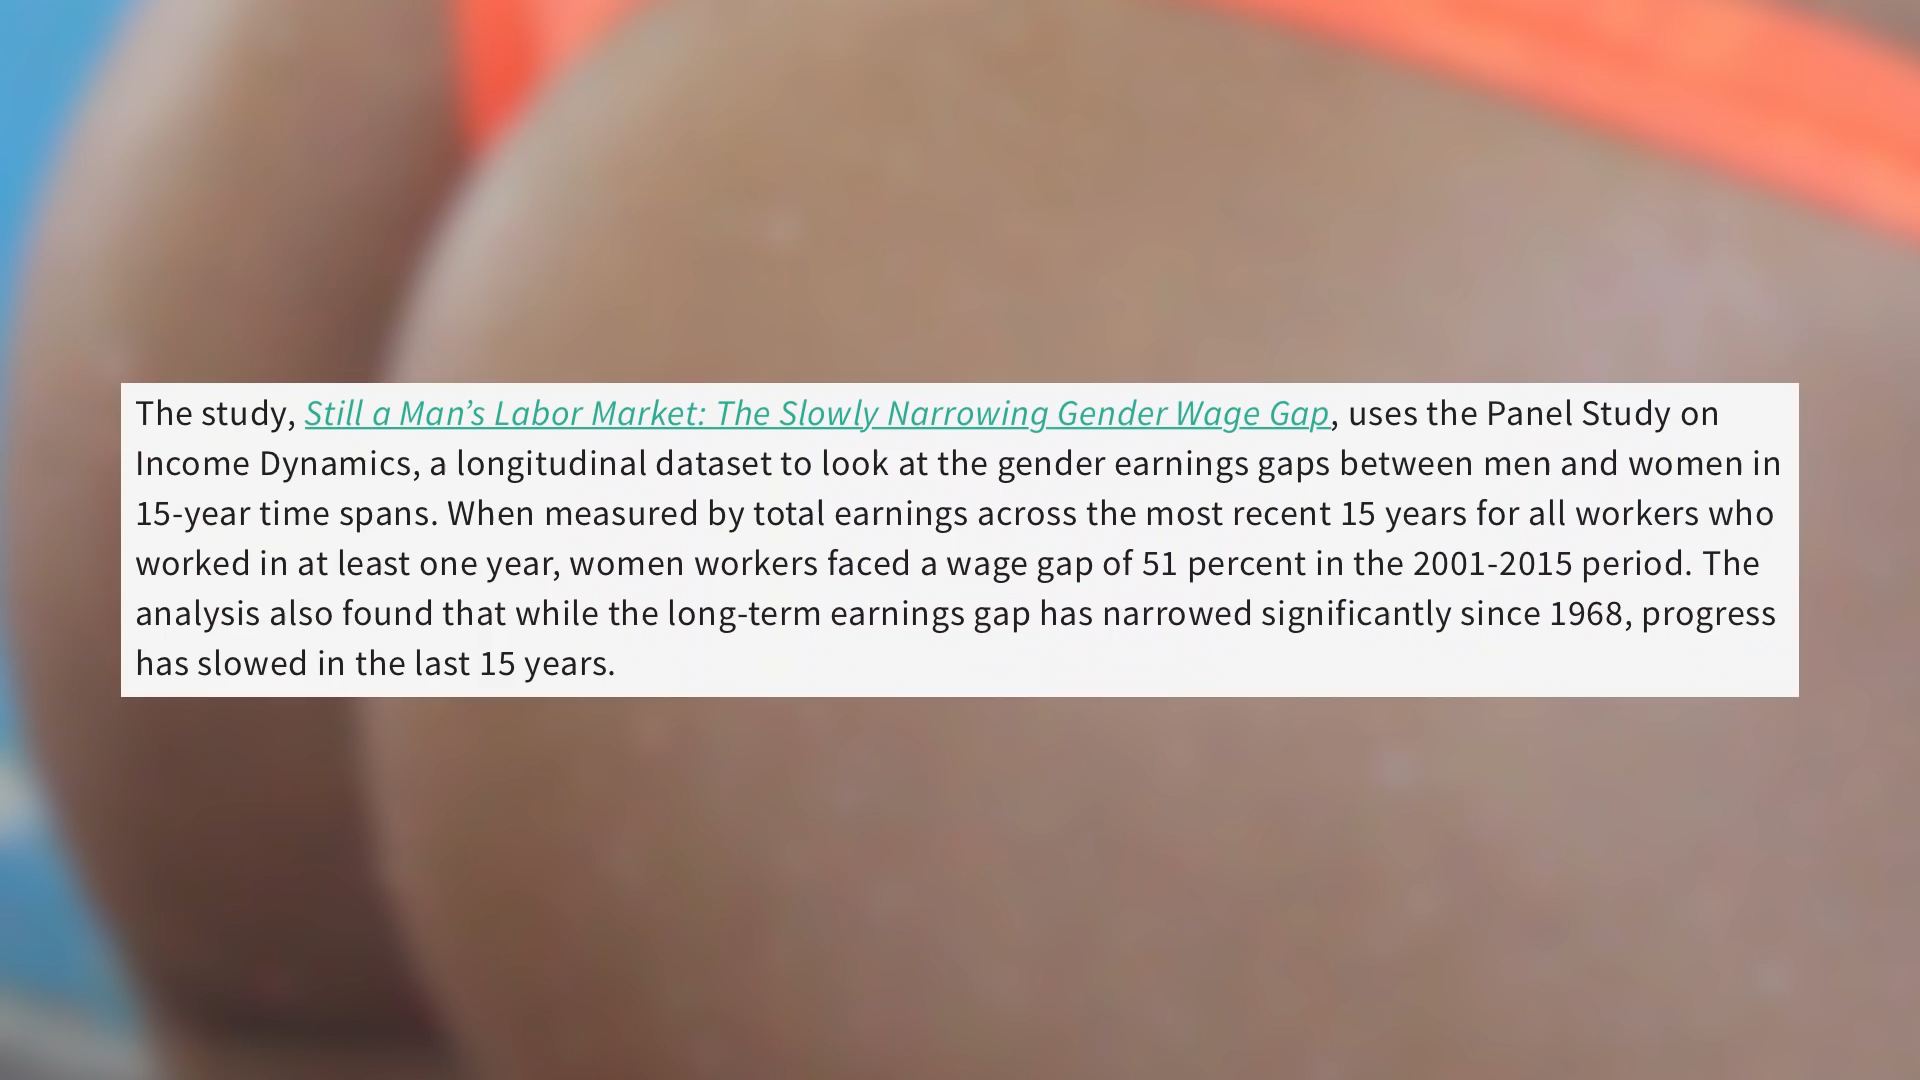 The study, Still a Man’s Labor Market: The Slowly Narrowing Gender Wage Gap, uses the Panel Study on
Income Dynamics, a longitudinal dataset to look at the gender earnings gaps between men and women in
15-year time spans. When measured by total earnings across the most recent 15 years for all workers who
worked in at least one year, women workers faced a wage gap of 51 percent in the 2001-2015 period. The
analysis also found that while the long-term earnings gap has narrowed significantly since 1968, progress
has slowed in the last 15 years.